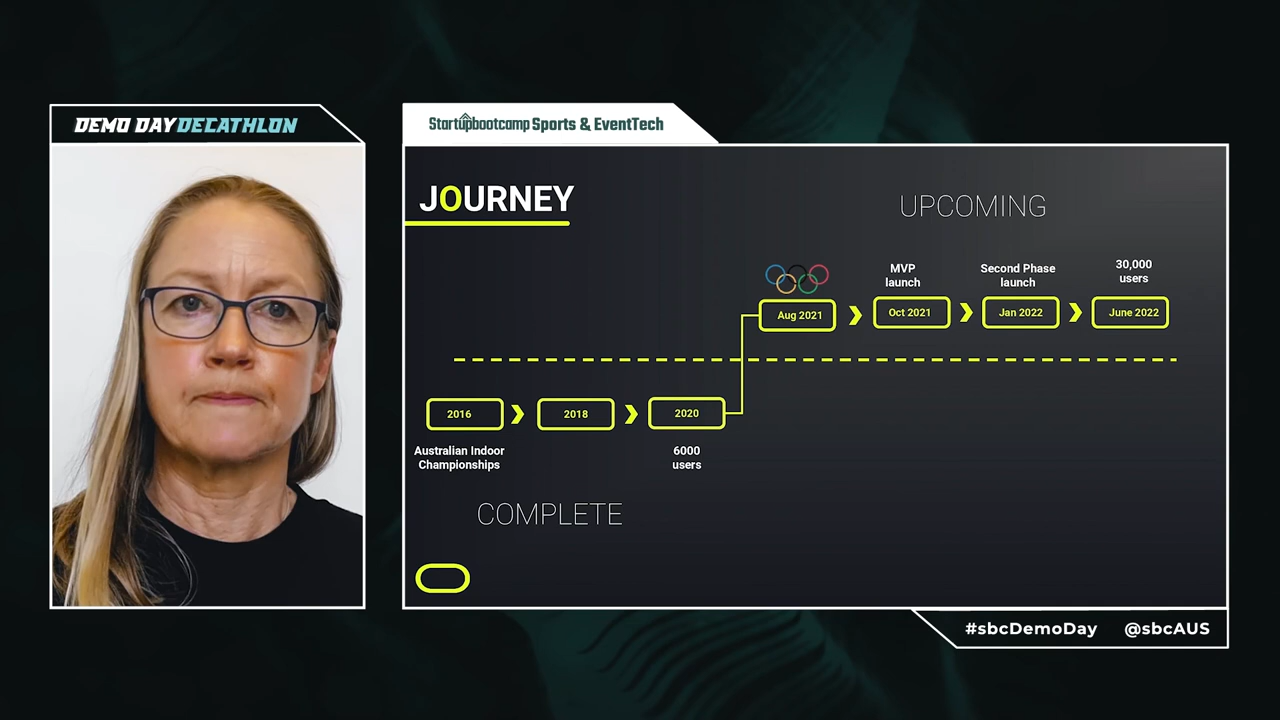 DEMO DAY DECATHLON
Startupbootcamp Sports & EventTech
JOURNEY
UPCOMING
MVP
launch
Second Phase
launch
30,000
users
Aug 2021
Oct 2021
Jan 2022
June 2022
2016
2018
2020
Australian Indoor
Championships
6000
users
COMPLETE
#sbcDemoDay @sbcAUS